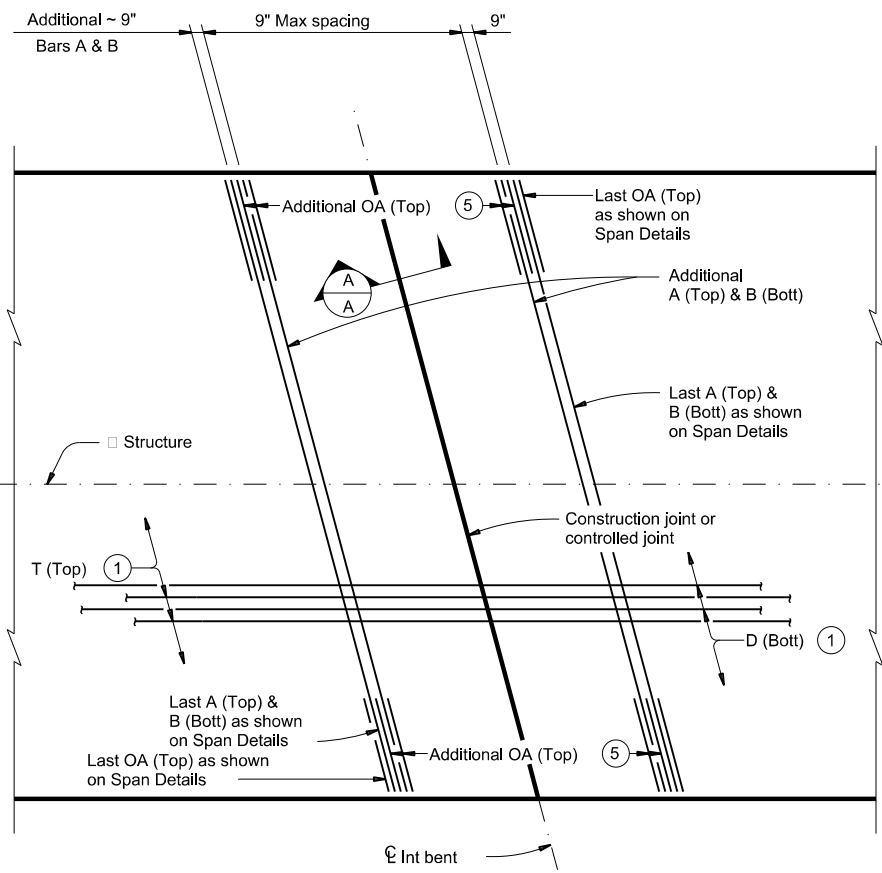 Additional ~ 9"
Bars A & B
9" Max spacing
9"
Additional OA (Top)
5
Last OA (Top)
as shown on
Span Details
A
A
Additional
A (Top) & B (Bott)
Last A (Top) &
B (Bott) as shown
on Span Details
□ Structure
Construction joint or
controlled joint
T (Top)
1
D (Bott)
1
Last A (Top) &
B (Bott) as shown
on Span Details
Last OA (Top) as shown
on Span Details
Additional OA (Top)
5
℄ Int bent